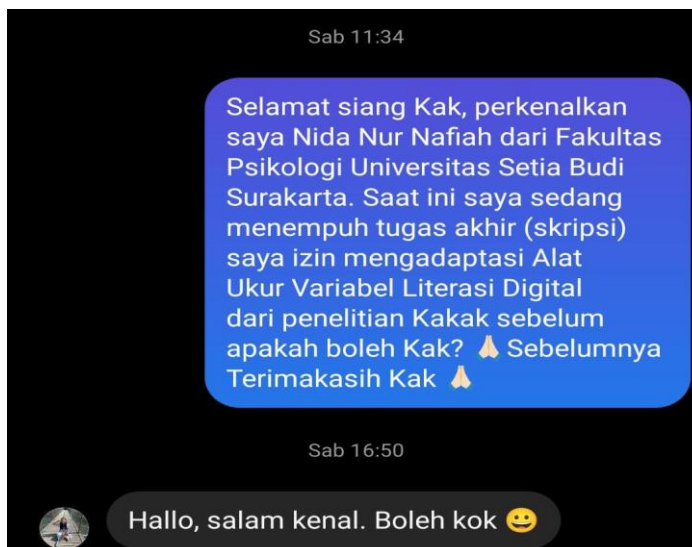 Sab 11:34
Selamat siang Kak, perkenalkan
saya Nida Nur Nafiah dari Fakultas
Psikologi Universitas Setia Budi
Surakarta. Saat ini saya sedang
menempuh tugas akhir (skripsi)
saya izin mengadaptasi Alat
Ukur Variabel Literasi Digital
dari penelitian Kakak sebelum
apakah boleh Kak? 🙏🏻 Sebelumnya
Terimakasih Kak 🙏🏻
Sab 16:50
Hallo, salam kenal. Boleh kok 😀